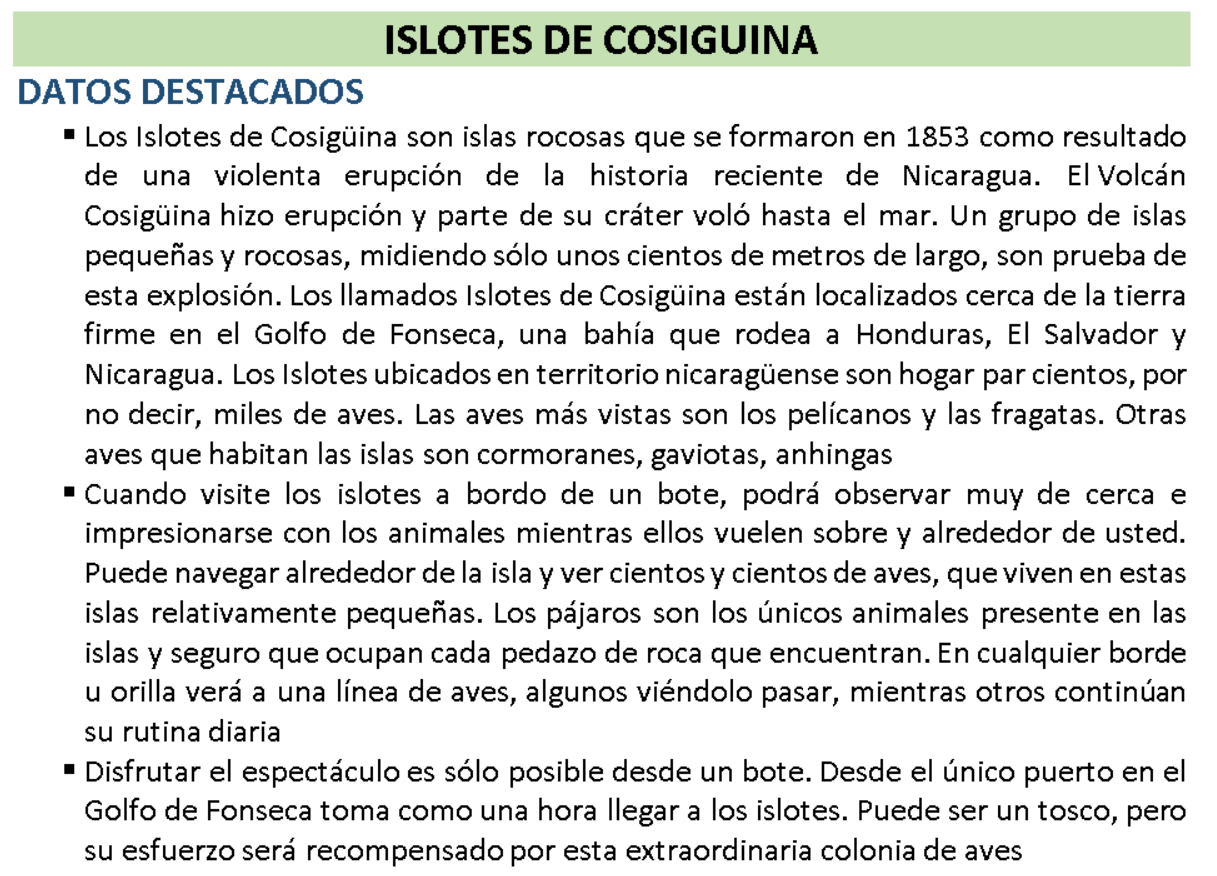 ISLOTES DE COSIGUINA
DATOS DESTACADOS
▪ Los Islotes de Cosigüina son islas rocosas que se formaron en 1853 como resultado
de una violenta erupción de la historia reciente de Nicaragua. El Volcán
Cosigüina hizo erupción y parte de su cráter voló hasta el mar. Un grupo de islas
pequeñas y rocosas, midiendo sólo unos cientos de metros de largo, son prueba de
esta explosión. Los llamados Islotes de Cosigüina están localizados cerca de la tierra
firme en el Golfo de Fonseca, una bahía que rodea a Honduras, El Salvador y
Nicaragua. Los Islotes ubicados en territorio nicaragüense son hogar par cientos, por
no decir, miles de aves. Las aves más vistas son los pelícanos y las fragatas. Otras
aves que habitan las islas son cormoranes, gaviotas, anhingas
▪ Cuando visite los islotes a bordo de un bote, podrá observar muy de cerca e
impresionarse con los animales mientras ellos vuelen sobre y alrededor de usted.
Puede navegar alrededor de la isla y ver cientos y cientos de aves, que viven en estas
islas relativamente pequeñas. Los pájaros son los únicos animales presente en las
islas y seguro que ocupan cada pedazo de roca que encuentran. En cualquier borde
u orilla verá a una línea de aves, algunos viéndolo pasar, mientras otros continúan
su rutina diaria
▪ Disfrutar el espectáculo es sólo posible desde un bote. Desde el único puerto en el
Golfo de Fonseca toma como una hora llegar a los islotes. Puede ser un tosco, pero
su esfuerzo será recompensado por esta extraordinaria colonia de aves